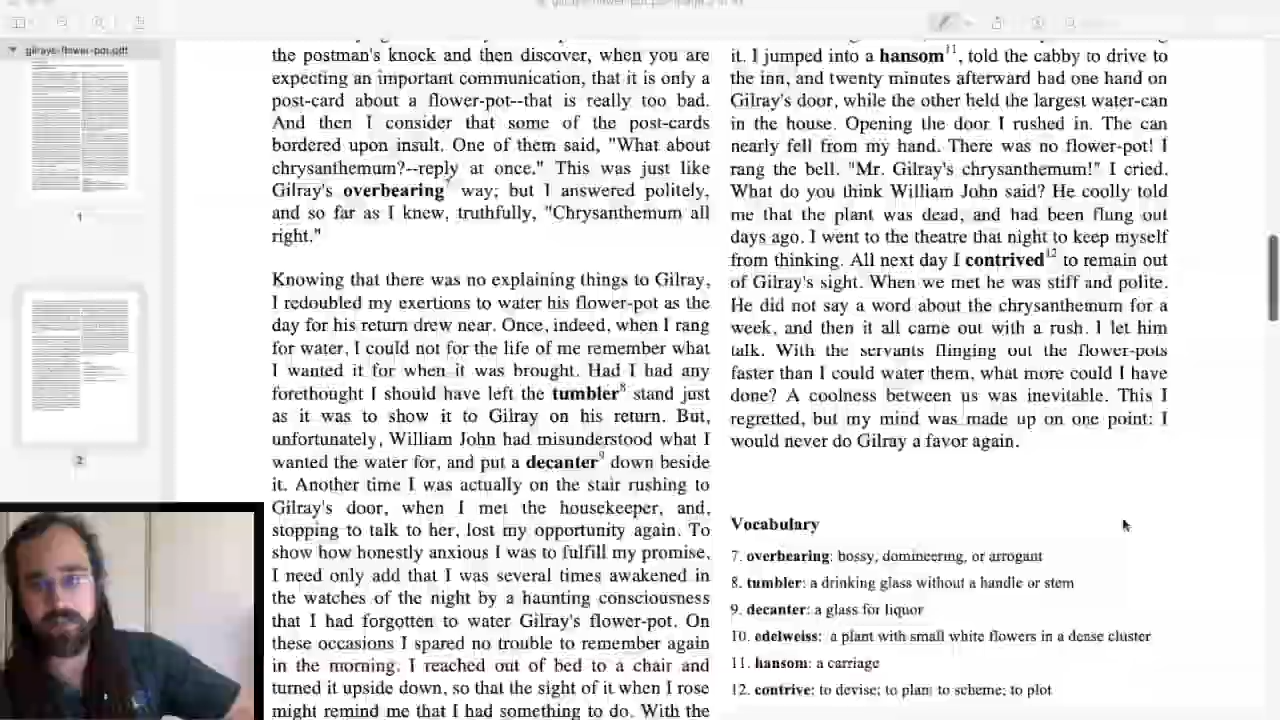 gilrays-flower-pot.pdf
1
2
the postman's knock and then discover, when you are
expecting an important communication, that it is only a
post-card about a flower-pot--that is really too bad.
And then I consider that some of the post-cards
bordered upon insult. One of them said, "What about
chrysanthemum?--reply at once." This was just like
Gilray's overbearing way; but I answered politely,
and so far as I knew, truthfully, "Chrysanthemum all
right."
Knowing that there was no explaining things to Gilray,
I redoubled my exertions to water his flower-pot as the
day for his return drew near. Once, indeed, when I rang
for water, I could not for the life of me remember what
I wanted it for when it was brought. Had I had any
forethought I should have left the tumbler8 stand just
as it was to show it to Gilray on his return. But,
unfortunately, William John had misunderstood what I
wanted the water for, and put a decanter9 down beside
it. Another time I was actually on the stair rushing to
Gilray's door, when I met the housekeeper, and,
stopping to talk to her, lost my opportunity again. To
show how honestly anxious I was to fulfill my promise,
I need only add that I was several times awakened in
the watches of the night by a haunting consciousness
that I had forgotten to water Gilray's flower-pot. On
these occasions I spared no trouble to remember again
in the morning. I reached out of bed to a chair and
turned it upside down, so that the sight of it when I rose
might remind me that I had something to do. With the
it. I jumped into a hansom11, told the cabby to drive to
the inn, and twenty minutes afterward had one hand on
Gilray's door, while the other held the largest water-can
in the house. Opening the door I rushed in. The can
nearly fell from my hand. There was no flower-pot! I
rang the bell. "Mr. Gilray's chrysanthemum!" I cried.
What do you think William John said? He coolly told
me that the plant was dead, and had been flung out
days ago. I went to the theatre that night to keep myself
from thinking. All next day I contrived12 to remain out
of Gilray's sight. When we met he was stiff and polite.
He did not say a word about the chrysanthemum for a
week, and then it all came out with a rush. I let him
talk. With the servants flinging out the flower-pots
faster than I could water them, what more could I have
done? A coolness between us was inevitable. This I
regretted, but my mind was made up on one point: I
would never do Gilray a favor again.
Vocabulary
7. overbearing: bossy, domineering, or arrogant
8. tumbler: a drinking glass without a handle or stem
9. decanter: a glass for liquor
10. edelweiss: a plant with small white flowers in a dense cluster
11. hansom: a carriage
12. contrive: to devise; to plan; to scheme; to plot